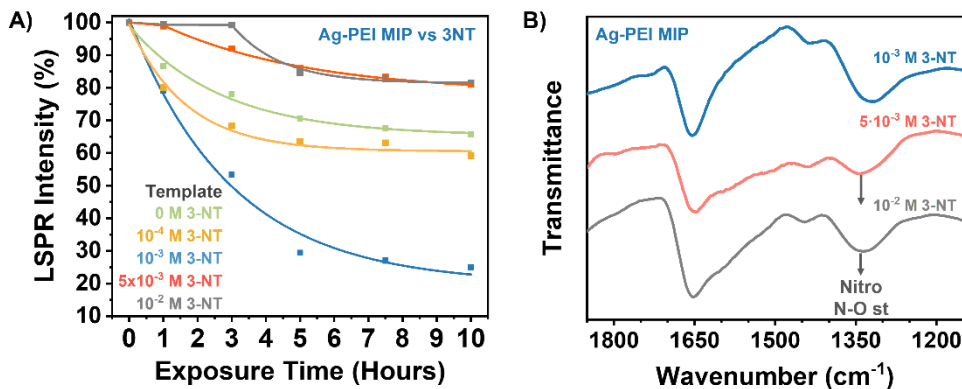 A)
Ag-PEI MIP vs 3NT
LSPR Intensity (%)
100
90
80
70
60
50
40
30
20
10
Template
0 M 3-NT
10⁻⁴ M 3-NT
10⁻³ M 3-NT
5x10⁻³ M 3-NT
10⁻² M 3-NT
0 1 2 3 4 5 6 7 8 9 10
Exposure Time (Hours)
B)
Ag-PEI MIP
Transmittance
10⁻³ M 3-NT
5·10⁻³ M 3-NT
10⁻² M 3-NT
Nitro
N-O st
1800 1650 1500 1350 1200
Wavenumber (cm⁻¹)